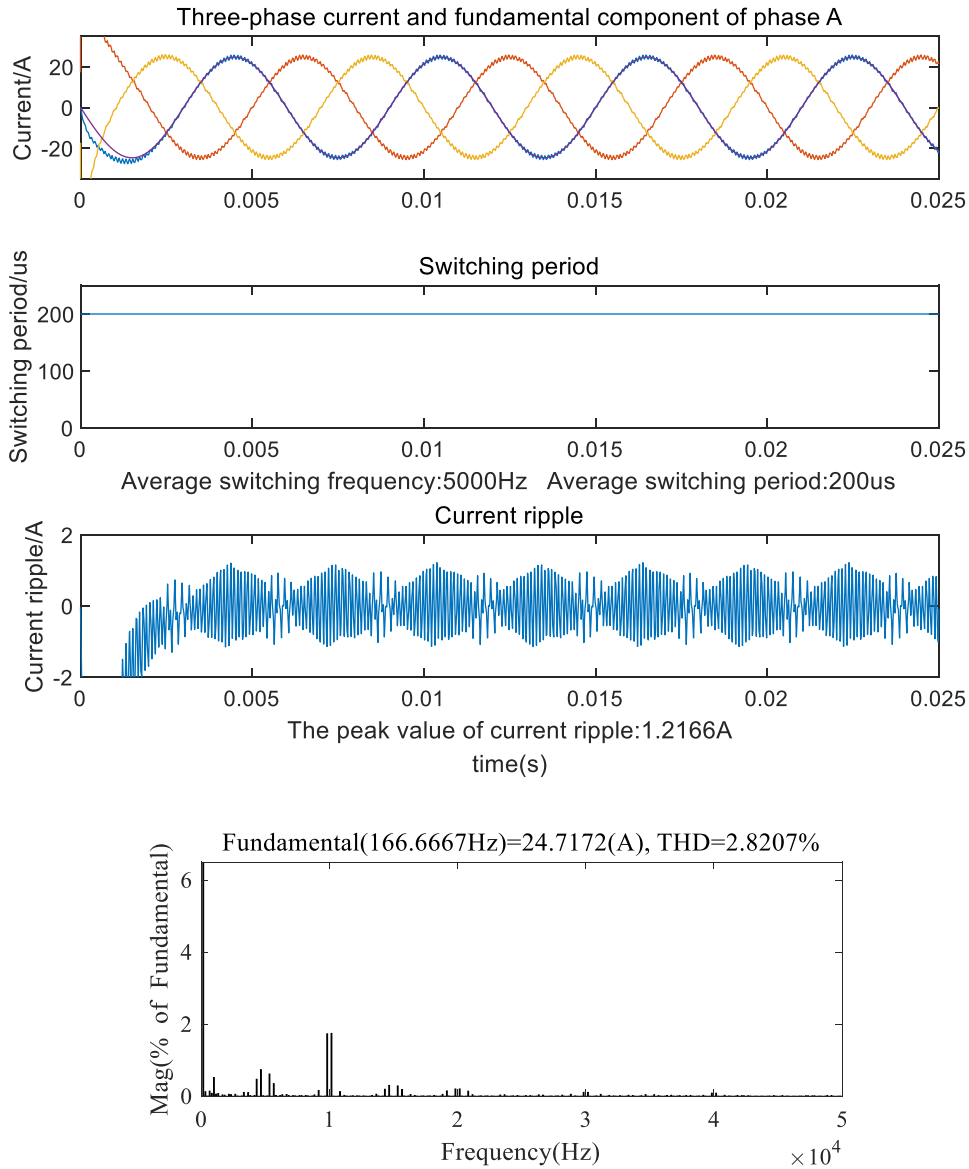 Three-phase current and fundamental component of phase A
Current/A
20
0
-20
0 0.005 0.01 0.015 0.02 0.025
Switching period
Switching period/us
200
100
0
0 0.005 0.01 0.015 0.02 0.025
Average switching frequency:5000Hz Average switching period:200us
Current ripple
Current ripple/A
2
0
-2
0 0.005 0.01 0.015 0.02 0.025
The peak value of current ripple:1.2166A
time(s)
Fundamental(166.6667Hz)=24.7172(A), THD=2.8207%
Mag(% of Fundamental)
6
4
2
0
0 1 2 3 4 5
Frequency(Hz)
×10⁴